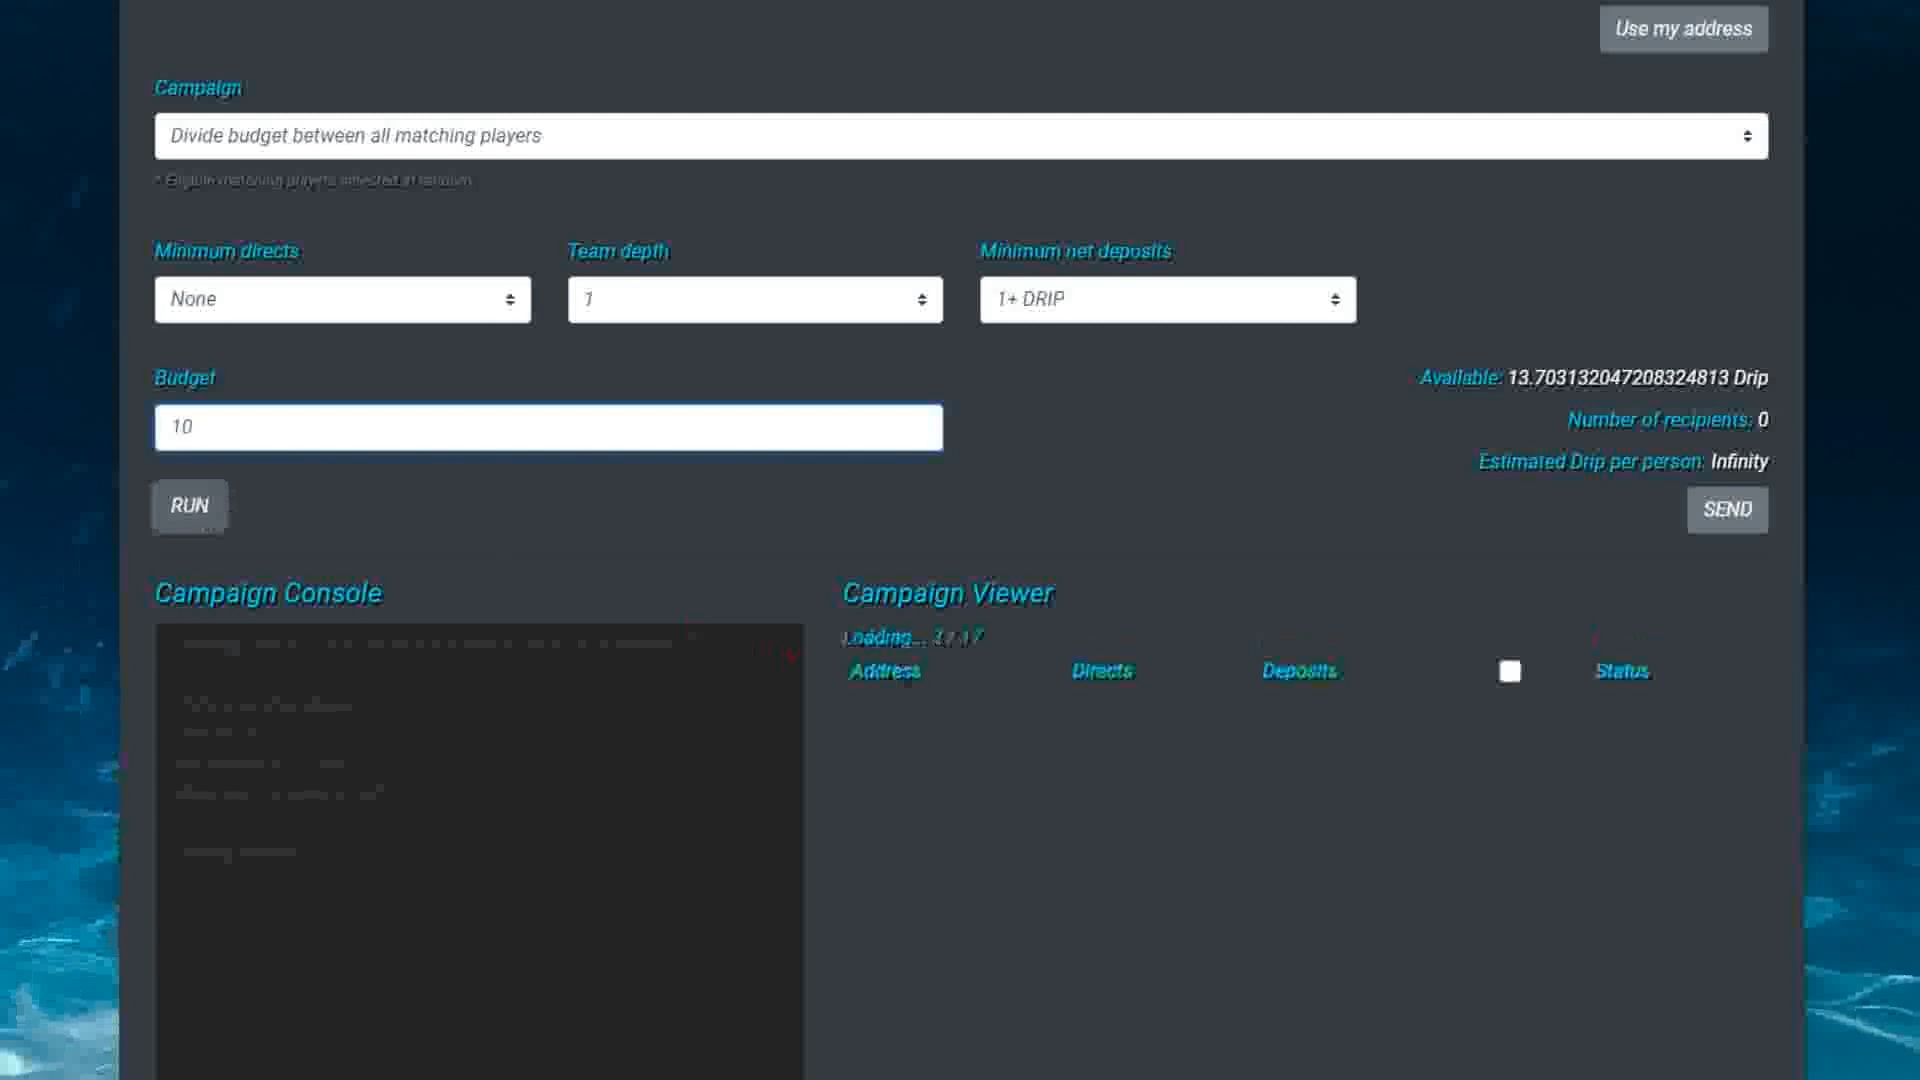 Use my address
Campaign
Divide budget between all matching players
Minimum directs
Team depth
Minimum net deposits
None
1
1+ DRIP
Budget
Available: 13.703132047208324813 Drip
10
Number of recipients: 0
Estimated Drip per person: Infinity
RUN
SEND
Campaign Console
Campaign Viewer
Loading...
Address
Directs
Deposits
Status